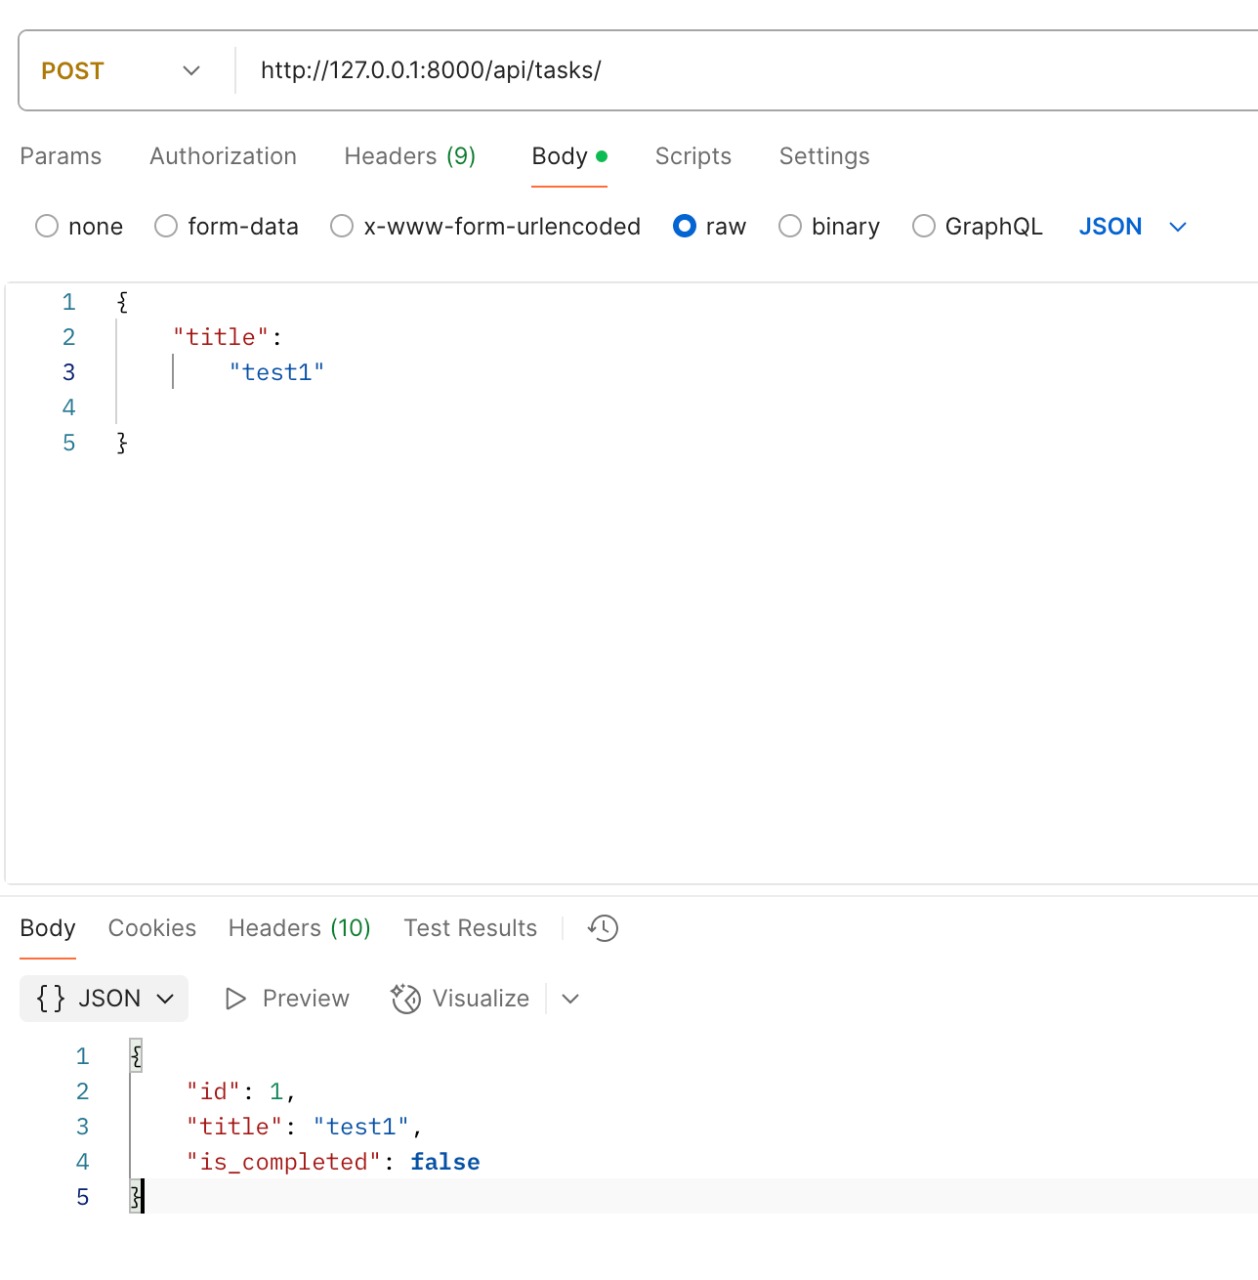 POST http://127.0.0.1:8000/api/tasks/
Params Authorization Headers (9) Body Scripts Settings
none form-data x-www-form-urlencoded raw binary GraphQL JSON
1 {
2 "title":
3 "test1"
4
5 }
Body Cookies Headers (10) Test Results
{} JSON Preview Visualize
1 {
2 "id": 1,
3 "title": "test1",
4 "is_completed": false
5 }